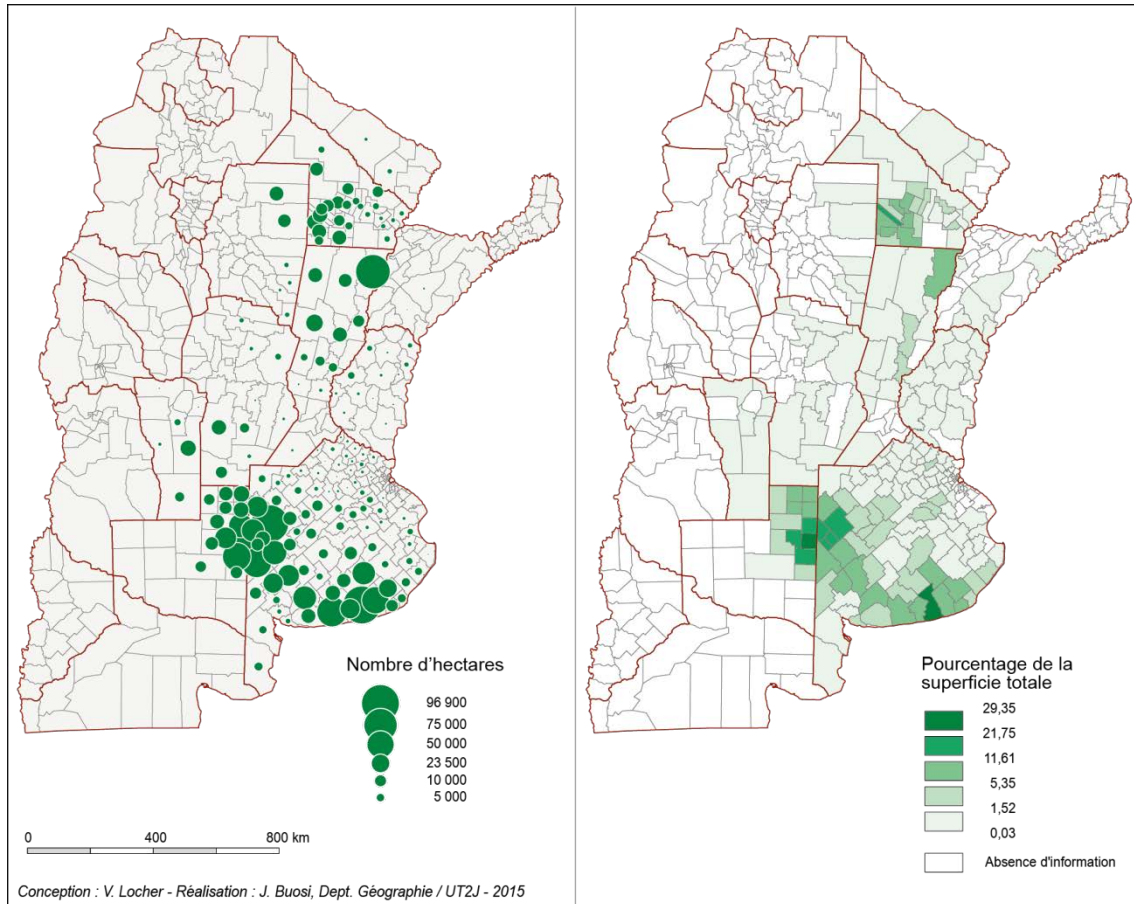 Nombre d'hectares
96 900
75 000
50 000
23 500
10 000
5 000
0 400 800 km
Conception : V. Locher - Réalisation : J. Buosi, Dept. Géographie / UT2J - 2015
Pourcentage de la
superficie totale
29,35
21,75
11,61
5,35
1,52
0,03
Absence d'information